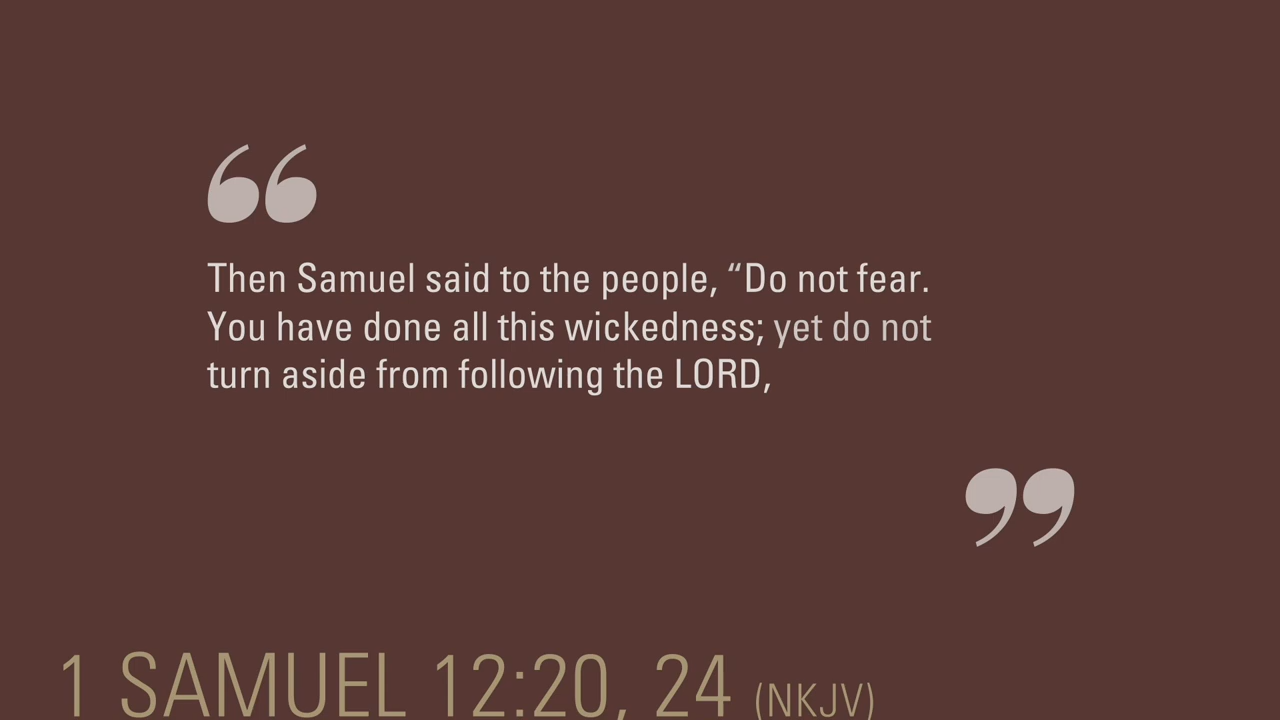 “
Then Samuel said to the people, “Do not fear.
You have done all this wickedness; yet do not
turn aside from following the LORD,
”
1 SAMUEL 12:20, 24 (NKJV)